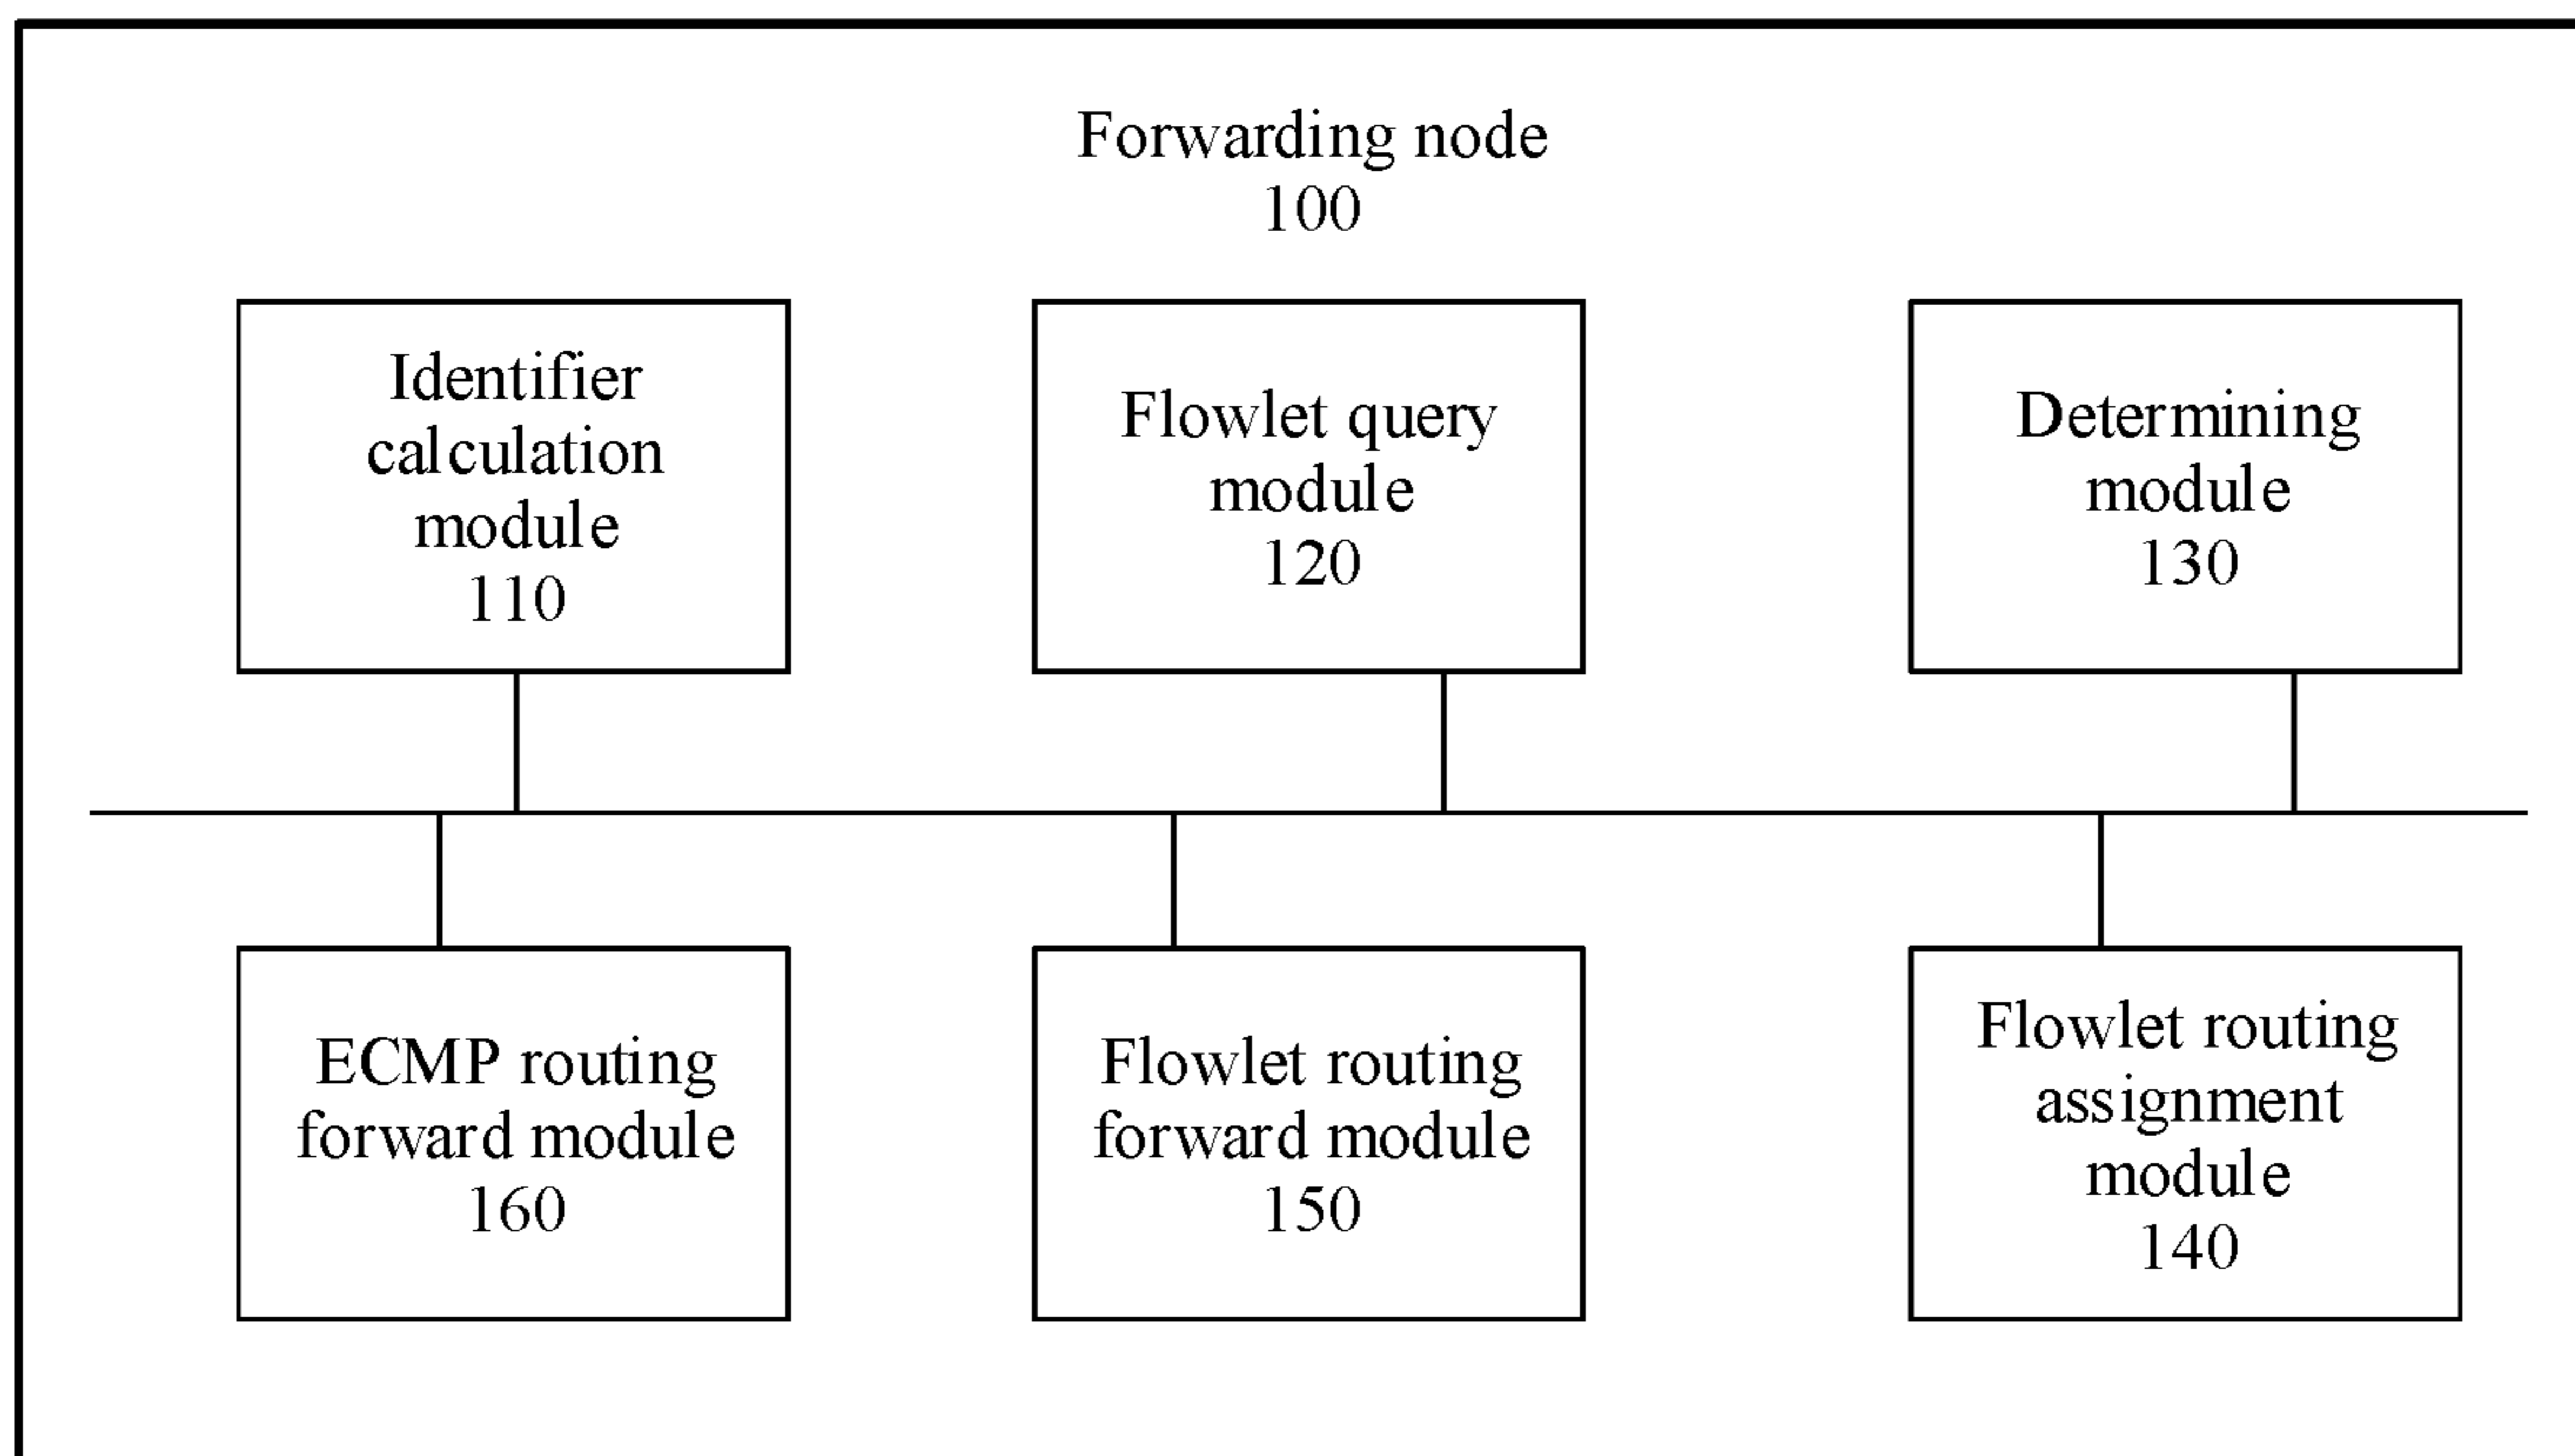 Forwarding node
100
Identifier
calculation
module
110
Flowlet query
module
120
Determining
module
130
ECMP routing
forward module
160
Flowlet routing
forward module
150
Flowlet routing
assignment
module
140